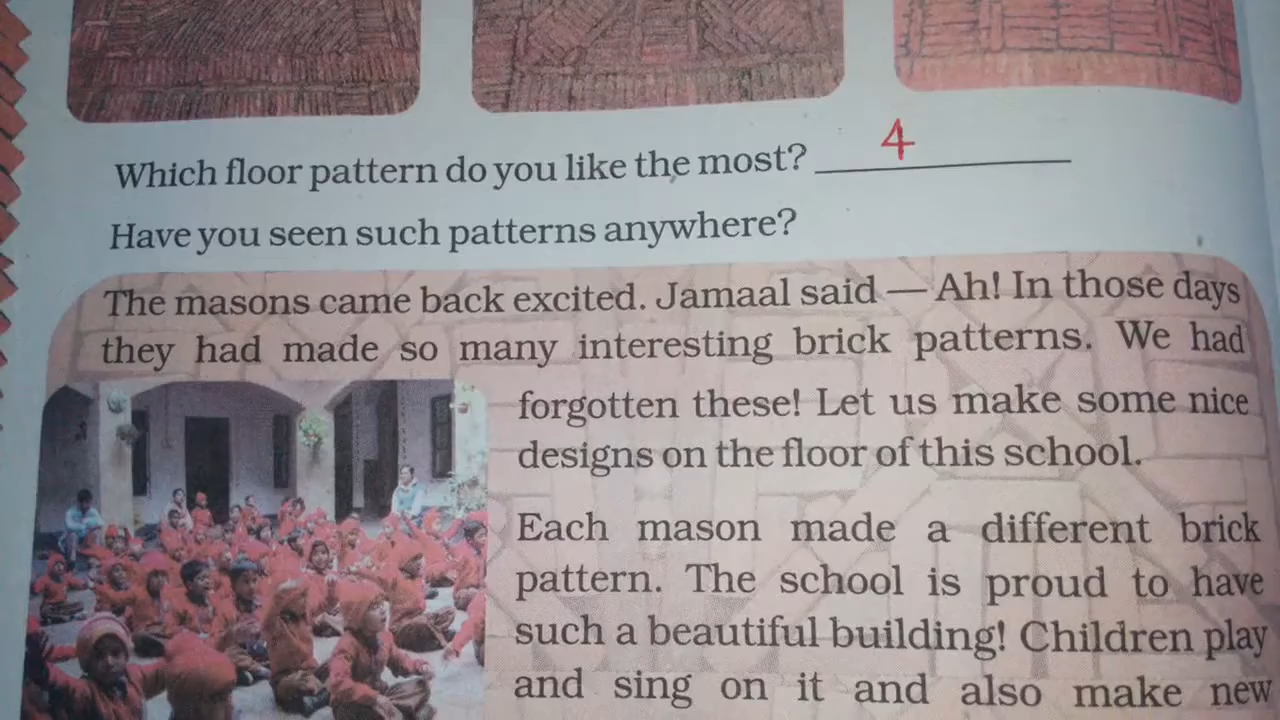 Which floor pattern do you like the most? 4
Have you seen such patterns anywhere?
The masons came back excited. Jamaal said — Ah! In those days
they had made so many interesting brick patterns. We had
forgotten these! Let us make some nice
designs on the floor of this school.
Each mason made a different brick
pattern. The school is proud to have
such a beautiful building! Children play
and sing on it and also make new